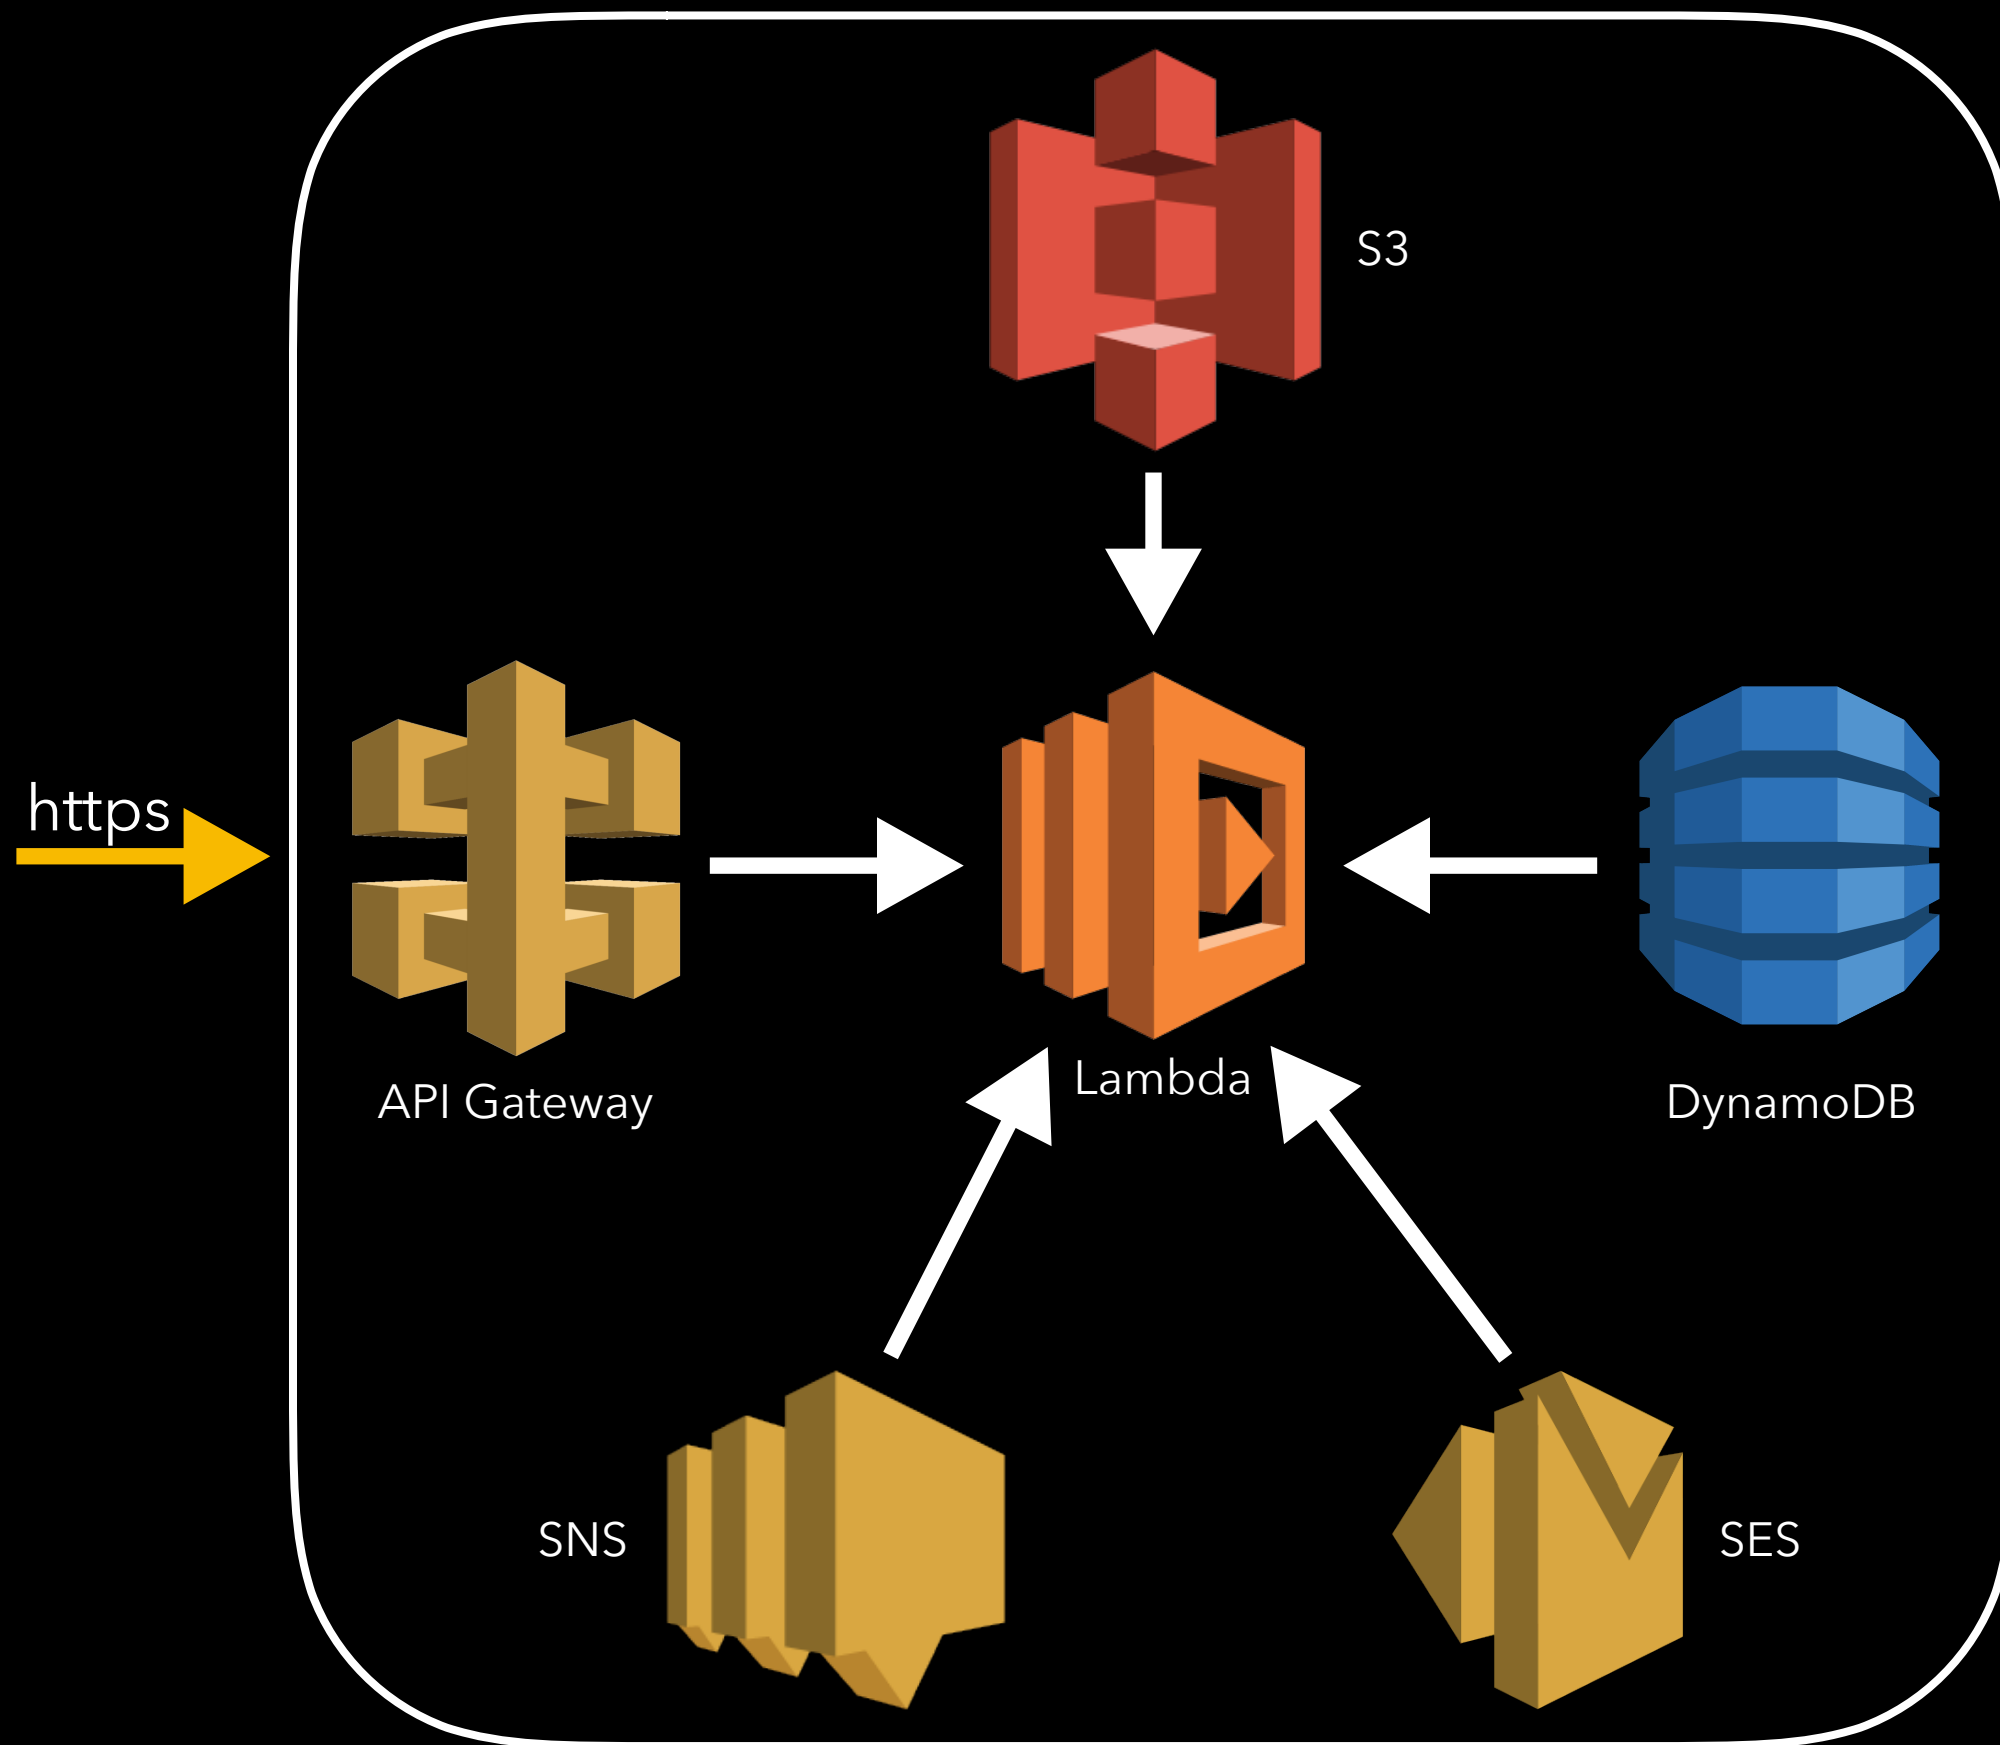 S3
https
API Gateway
Lambda
DynamoDB
SNS
SES